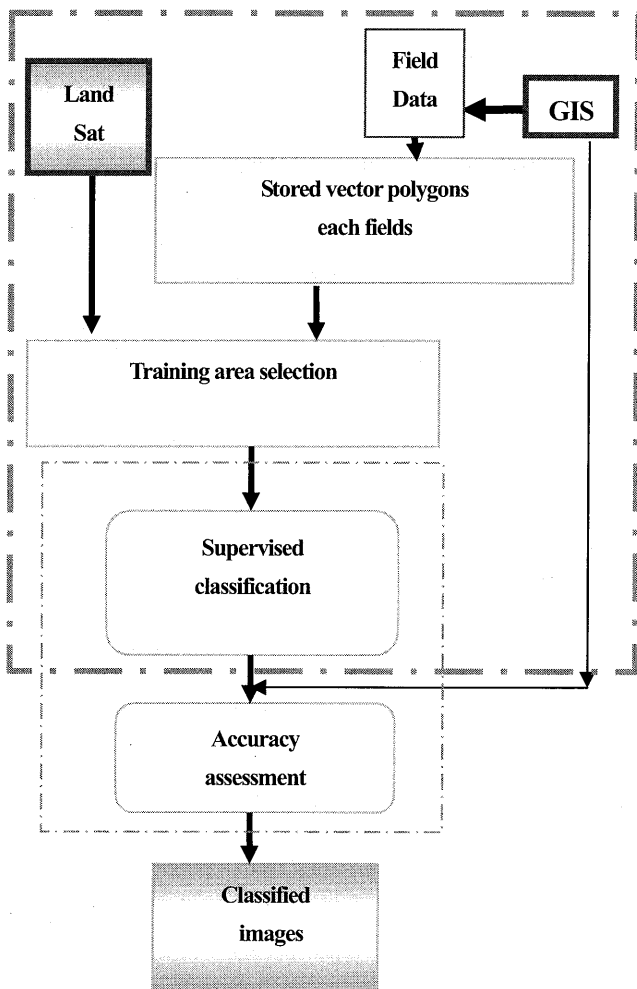 Land
Sat
Field
Data
GIS
Stored vector polygons
each fields
Training area selection
Supervised
classification
Accuracy
assessment
Classified
images